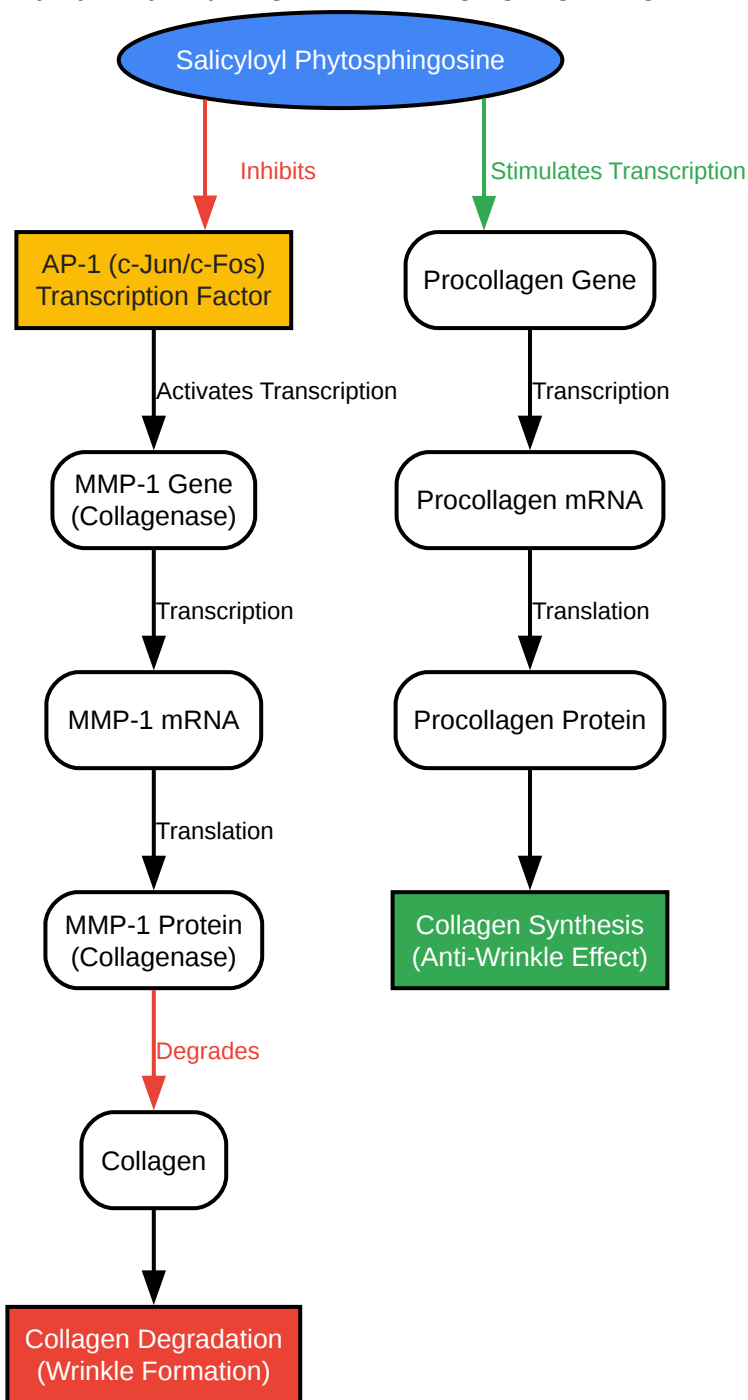 Salicyloyl Phytosphingosine
Inhibits
Stimulates Transcription
AP-1 (c-Jun/c-Fos)
Transcription Factor
Procollagen Gene
Activates Transcription
Transcription
MMP-1 Gene
(Collagenase)
Procollagen mRNA
Transcription
Translation
MMP-1 mRNA
Procollagen Protein
Translation
MMP-1 Protein
(Collagenase)
Collagen Synthesis
(Anti-Wrinkle Effect)
Degrades
Collagen
Collagen Degradation
(Wrinkle Formation)